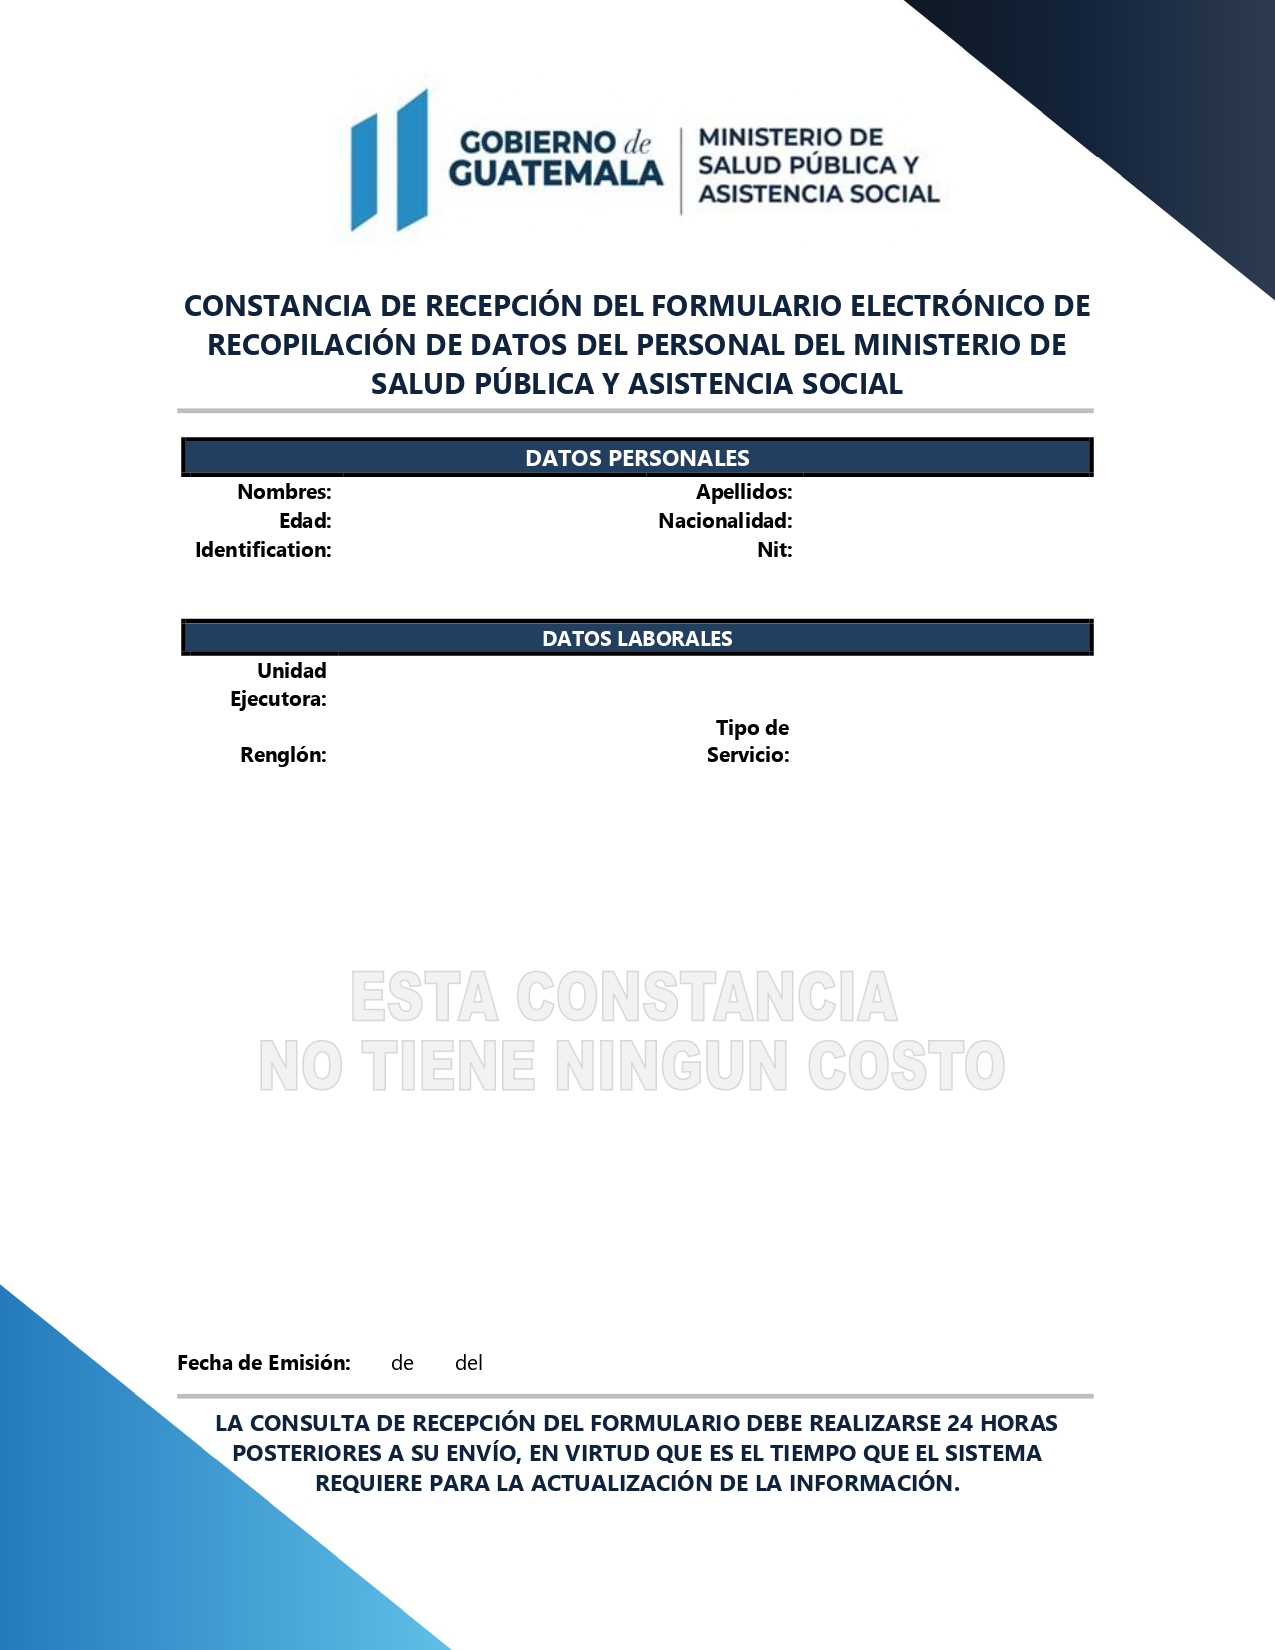 GOBIERNO de
GUATEMALA
MINISTERIO DE
SALUD PÚBLICA Y
ASISTENCIA SOCIAL
CONSTANCIA DE RECEPCIÓN DEL FORMULARIO ELECTRÓNICO DE
RECOPILACIÓN DE DATOS DEL PERSONAL DEL MINISTERIO DE
SALUD PÚBLICA Y ASISTENCIA SOCIAL
DATOS PERSONALES
Nombres: Apellidos:
Edad: Nacionalidad:
Identification: Nit:
DATOS LABORALES
Unidad
Ejecutora:
Tipo de
Renglón: Servicio:
ESTA CONSTANCIA
NO TIENE NINGUN COSTO
Fecha de Emisión: de del
LA CONSULTA DE RECEPCIÓN DEL FORMULARIO DEBE REALIZARSE 24 HORAS
POSTERIORES A SU ENVÍO, EN VIRTUD QUE ES EL TIEMPO QUE EL SISTEMA
REQUIERE PARA LA ACTUALIZACIÓN DE LA INFORMACIÓN.